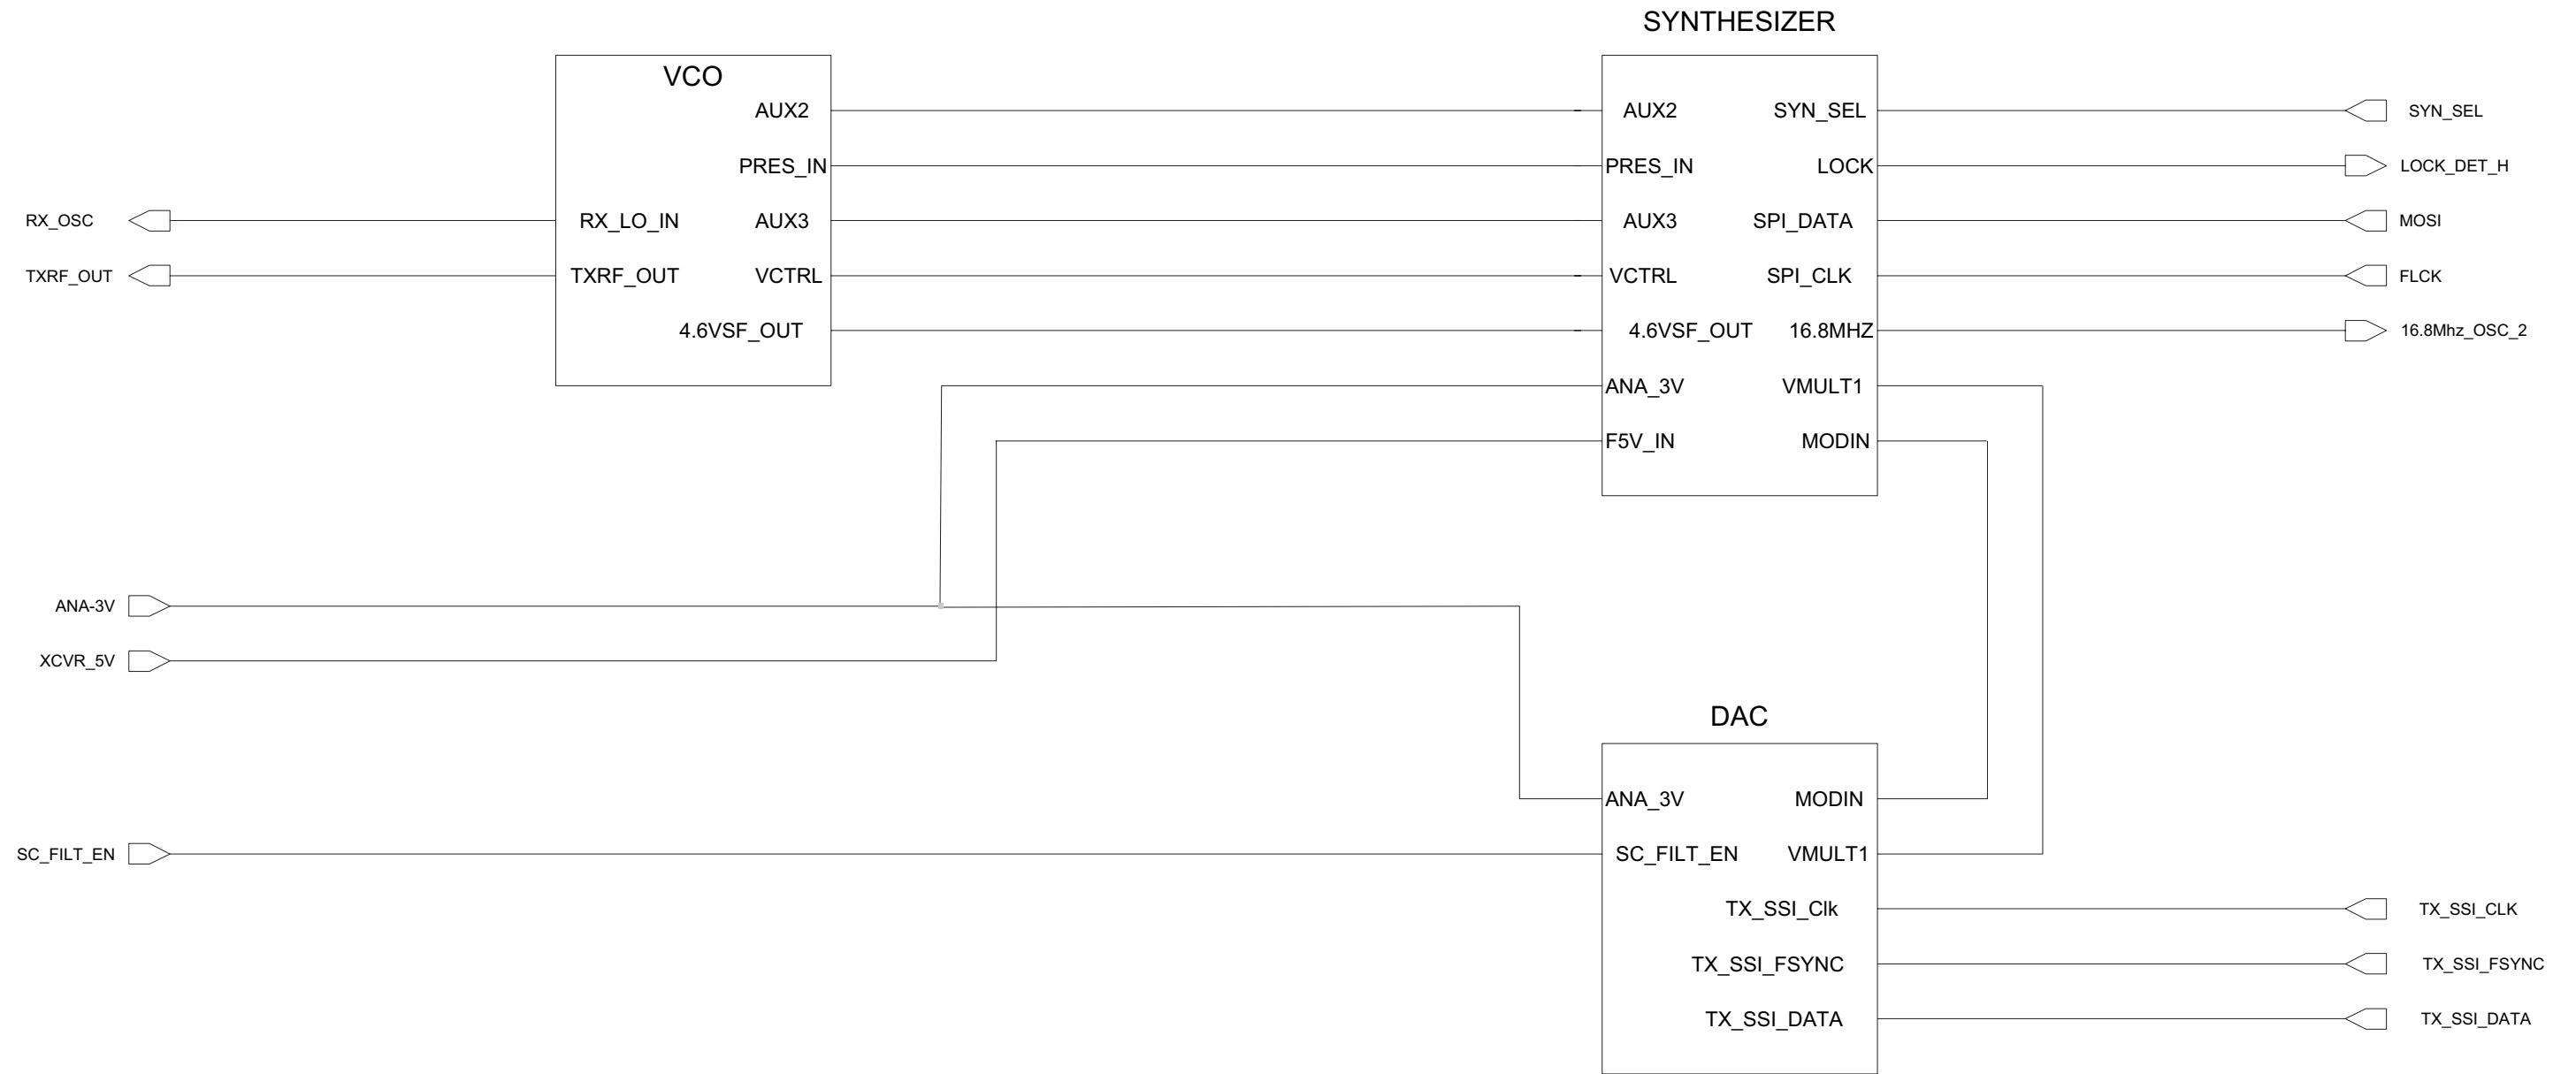 SYNTHESIZER
VCO
AUX2
AUX2
SYN_SEL
SYN_SEL
PRES_IN
PRES_IN
LOCK
LOCK_DET_H
RX_OSC
RX_LO_IN
AUX3
AUX3
SPI_DATA
MOSI
TXRF_OUT
TXRF_OUT
VCTRL
VCTRL
SPI_CLK
FLCK
4.6VSF_OUT
4.6VSF_OUT
16.8MHZ
16.8Mhz_OSC_2
ANA_3V
VMULT1
F5V_IN
MODIN
ANA-3V
XCVR_5V
DAC
ANA_3V
MODIN
SC_FILT_EN
SC_FILT_EN
VMULT1
TX_SSI_Clk
TX_SSI_CLK
TX_SSI_FSYNC
TX_SSI_FSYNC
TX_SSI_DATA
TX_SSI_DATA